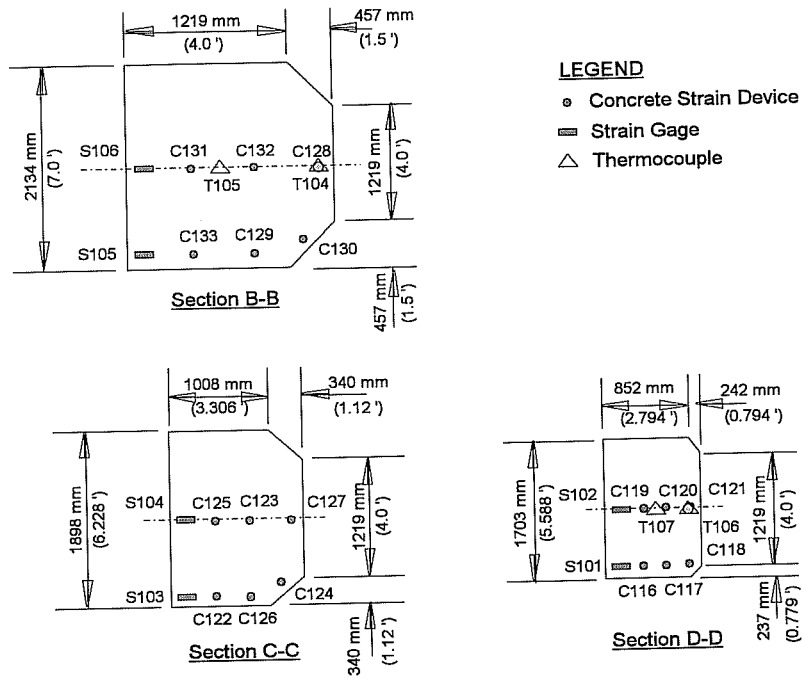 1219 mm
(4.0 ')
457 mm
(1.5 ')
2134 mm
(7.0 ')
S106
C131
C132
C128
T105
T104
1219 mm
(4.0 ')
S105
C133
C129
C130
457 mm
(1.5 ')
Section B-B
LEGEND
Concrete Strain Device
Strain Gage
Thermocouple
1008 mm
(3.306 ')
340 mm
(1.12 ')
1898 mm
(6.228 ')
S104
C125
C123
C127
1219 mm
(4.0 ')
S103
C124
C122
C126
340 mm
(1.12 ')
Section C-C
852 mm
(2.794 ')
242 mm
(0.794 ')
1703 mm
(5.588 ')
S102
C119
C120
C121
T107
T106
1219 mm
(4.0 ')
S101
C118
C116
C117
237 mm
(0.779 ')
Section D-D